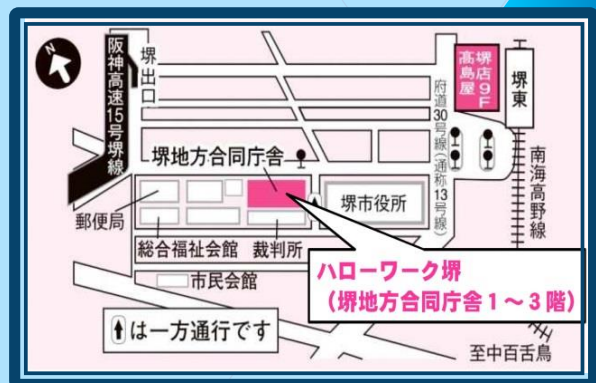 N
阪神高速15号堺線
堺出口
府道30号線(通称13号線)
堺店9F
高島屋
堺東
南海高野線
堺地方合同庁舎
郵便局
堺市役所
総合福祉会館
裁判所
市民会館
ハローワーク堺
(堺地方合同庁舎1～3階)
は一方通行です
至中百舌鳥